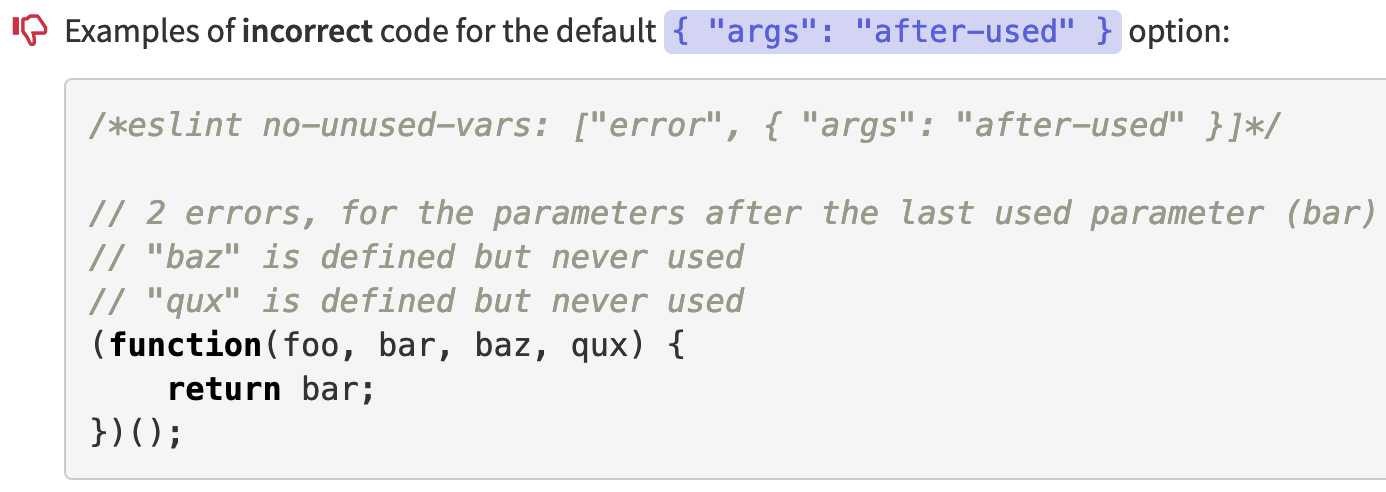 Examples of incorrect code for the default { "args": "after-used" } option:
/*eslint no-unused-vars: ["error", { "args": "after-used" }]*/
// 2 errors, for the parameters after the last used parameter (bar)
// "baz" is defined but never used
// "qux" is defined but never used
(function(foo, bar, baz, qux) {
    return bar;
})();